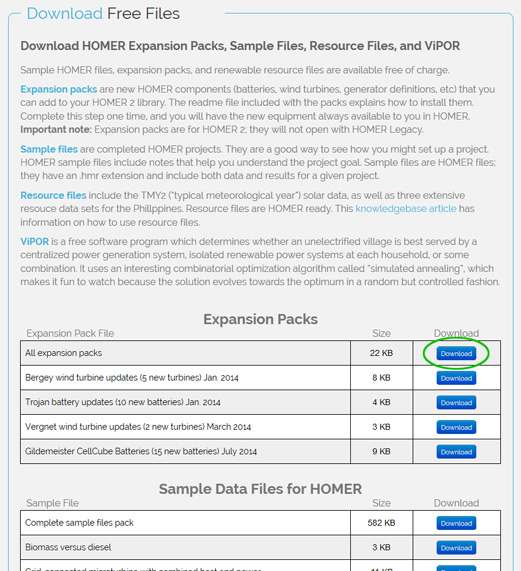 Download Free Files
Download HOMER Expansion Packs, Sample Files, Resource Files, and ViPOR
Sample HOMER files, expansion packs, and renewable resource files are available free of charge.
Expansion packs are new HOMER components (batteries, wind turbines, generator definitions, etc) that you
can add to your HOMER 2 library. The readme file included with the packs explains how to install them.
Complete this step one time, and you will have the new equipment always available to you in HOMER.
Important note: Expansion packs are for HOMER 2; they will not open with HOMER Legacy.
Sample files are completed HOMER projects. They are a good way to see how you might set up a project.
HOMER sample files include notes that help you understand the project goal. Sample files are HOMER files;
they have an .hmr extension and include both data and results for a given project.
Resource files include the TMY2 ("typical meteorological year") solar data, as well as three extensive
resouce data sets for the Philippines. Resource files are HOMER ready. This knowledgebase article has
information on how to use resource files.
ViPOR is a free software program which determines whether an unelectrified village is best served by a
centralized power generation system, isolated renewable power systems at each household, or some
combination. It uses an interesting combinatorial optimization algorithm called "simulated annealing", which
makes it fun to watch because the solution evolves towards the optimum in a random but controlled fashion.
Expansion Packs
Expansion Pack File Size Download
All expansion packs 22 KB Download
Bergey wind turbine updates (5 new turbines) Jan. 2014 8 KB Download
Trojan battery updates (10 new batteries) Jan. 2014 4 KB Download
Vergnet wind turbine updates (2 new turbines) March 2014 3 KB Download
Gildemeister CellCube Batteries (15 new batteries) July 2014 9 KB Download
Sample Data Files for HOMER
Sample File Size Download
Complete sample files pack 582 KB Download
Biomass versus diesel 3 KB Download